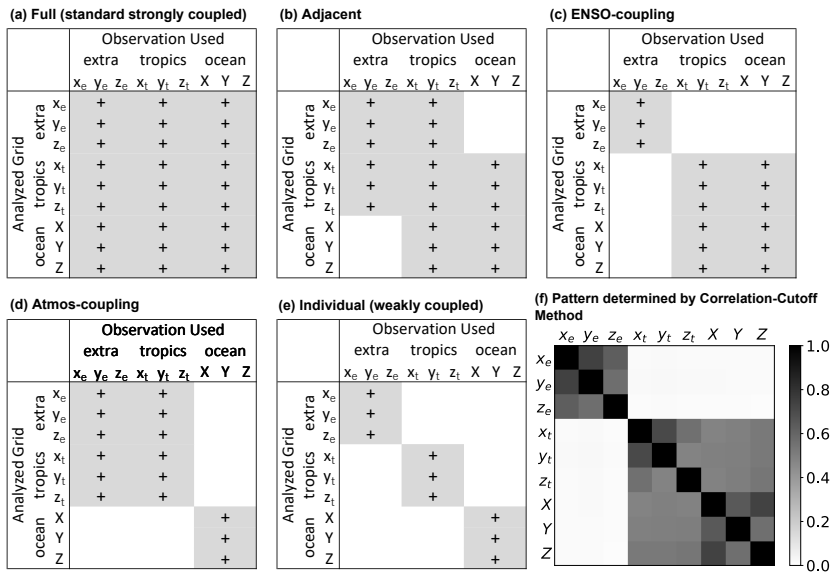 (a) Full (standard strongly coupled)
Observation Used
extra tropics ocean
xₑ yₑ zₑ xₜ yₜ zₜ X Y Z
Analyzed Grid
extra
tropics
ocean
xₑ + + +
yₑ + + +
zₑ + + +
xₜ + + +
yₜ + + +
zₜ + + +
X + + +
Y + + +
Z + + +
(b) Adjacent
Observation Used
extra tropics ocean
xₑ yₑ zₑ xₜ yₜ zₜ X Y Z
Analyzed Grid
extra
tropics
ocean
xₑ + +
yₑ + +
zₑ + +
xₜ + + +
yₜ + + +
zₜ + + +
X + +
Y + +
Z + +
(c) ENSO-coupling
Observation Used
extra tropics ocean
xₑ yₑ zₑ xₜ yₜ zₜ X Y Z
Analyzed Grid
extra
tropics
ocean
xₑ +
yₑ +
zₑ +
xₜ + +
yₜ + +
zₜ + +
X + +
Y + +
Z + +
(d) Atmos-coupling
Observation Used
extra tropics ocean
xₑ yₑ zₑ xₜ yₜ zₜ X Y Z
Analyzed Grid
extra
tropics
ocean
xₑ + +
yₑ + +
zₑ + +
xₜ + +
yₜ + +
zₜ + +
X +
Y +
Z +
(e) Individual (weakly coupled)
Observation Used
extra tropics ocean
xₑ yₑ zₑ xₜ yₜ zₜ X Y Z
Analyzed Grid
extra
tropics
ocean
xₑ +
yₑ +
zₑ +
xₜ +
yₜ +
zₜ +
X +
Y +
Z +
(f) Pattern determined by Correlation-Cutoff
Method
xₑ yₑ zₑ xₜ yₜ zₜ X Y Z
xₑ
yₑ
zₑ
xₜ
yₜ
zₜ
X
Y
Z
1.0
0.8
0.6
0.4
0.2
0.0